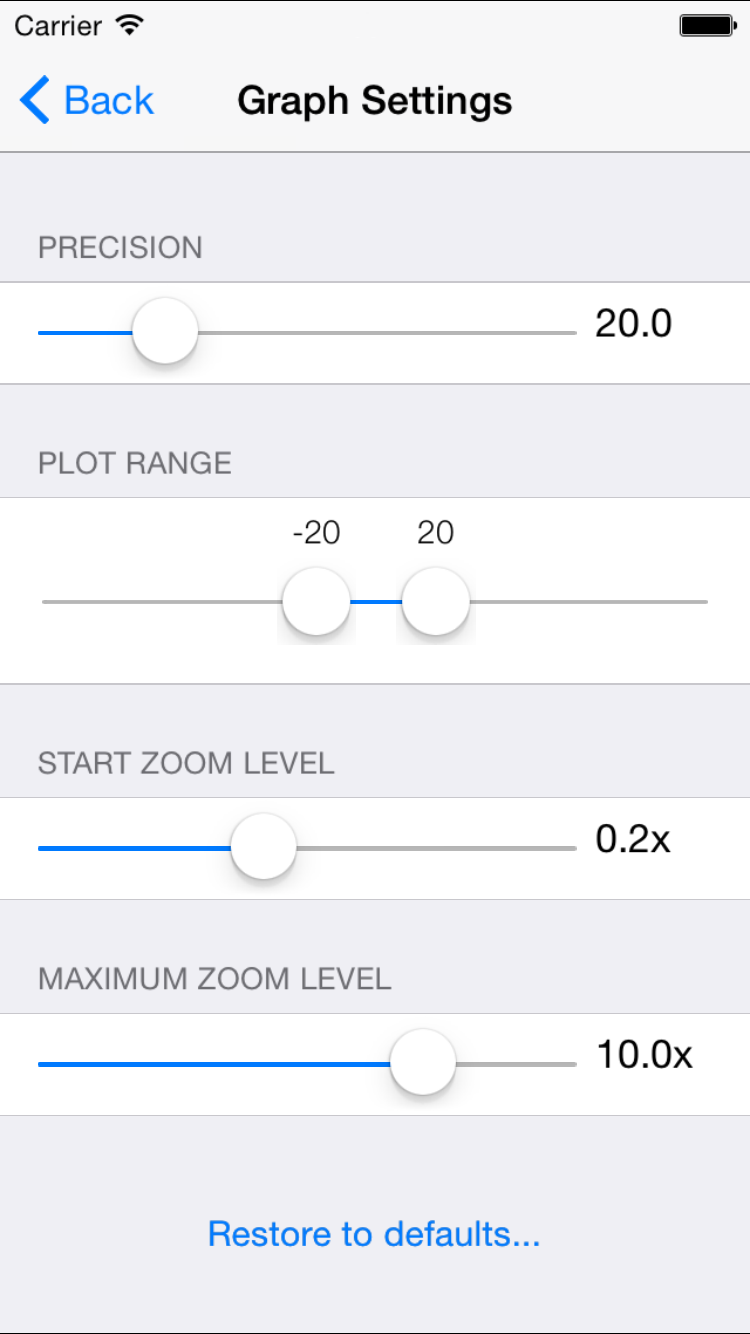 Carrier
Back Graph Settings
PRECISION
20.0
PLOT RANGE
-20 20
START ZOOM LEVEL
0.2x
MAXIMUM ZOOM LEVEL
10.0x
Restore to defaults...